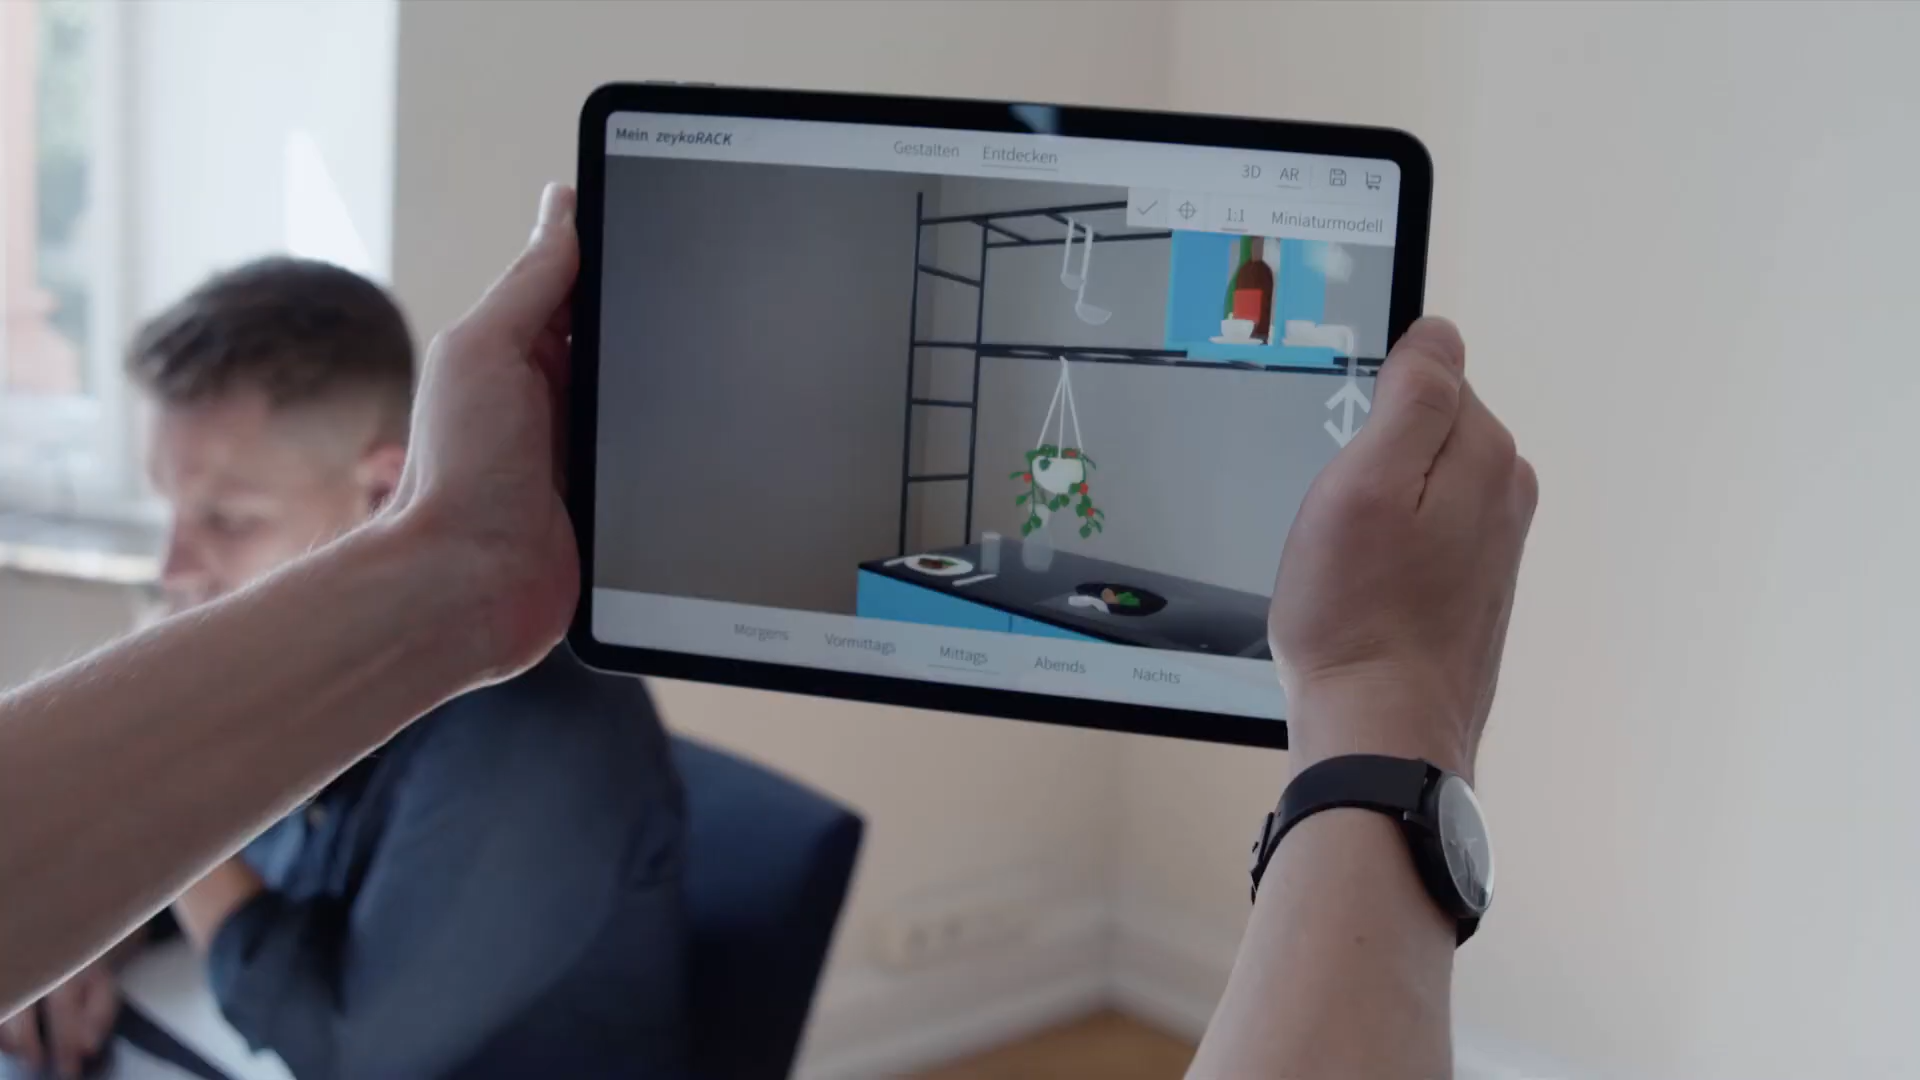 Mein zeykoRACK
Gestalten Entdecken
3D AR
1:1 Miniaturmodell
Morgens Vormittags Mittags Abends Nachts